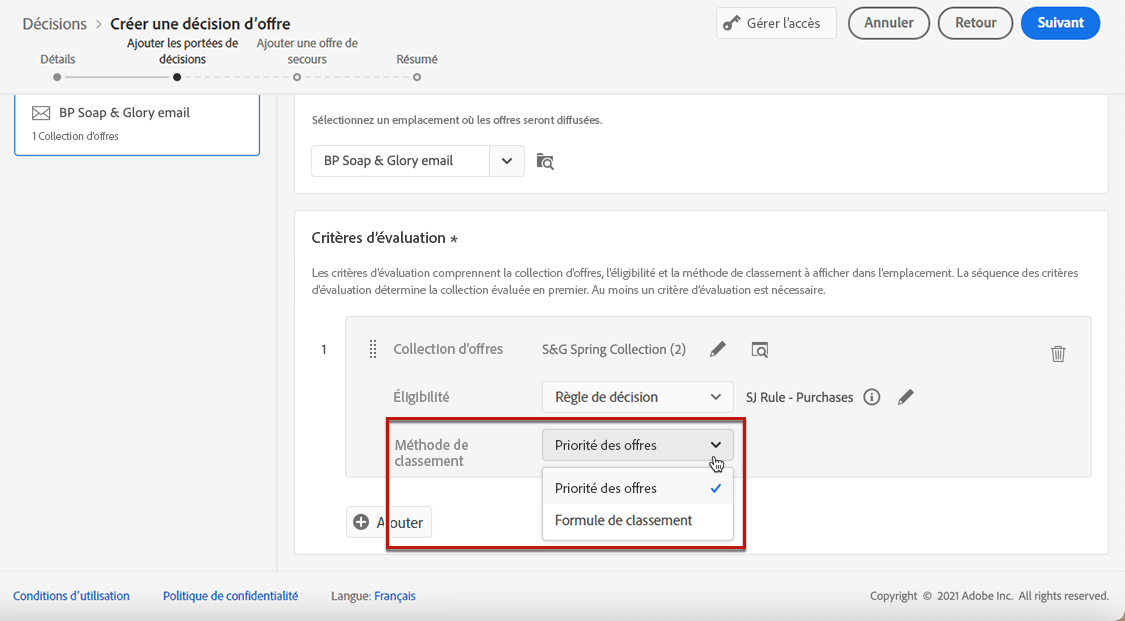 Décisions > Créer une décision d'offre
Gérer l'accès
Annuler
Retour
Suivant
Détails
Ajouter les portées de
décisions
Ajouter une offre de
secours
Résumé
BP Soap & Glory email
1 Collection d'offres
Sélectionnez un emplacement où les offres seront diffusées.
BP Soap & Glory email
Critères d'évaluation *
Les critères d'évaluation comprennent la collection d'offres, l'éligibilité et la méthode de classement à afficher dans l'emplacement. La séquence des critères
d'évaluation détermine la collection évaluée en premier. Au moins un critère d'évaluation est nécessaire.
1
Collection d'offres
S&G Spring Collection (2)
Éligibilité
Règle de décision
SJ Rule - Purchases
Méthode de
classement
Priorité des offres
Priorité des offres
Formule de classement
Ajouter
Conditions d'utilisation
Politique de confidentialité
Langue: Français
Copyright © 2021 Adobe Inc. All rights reserved.